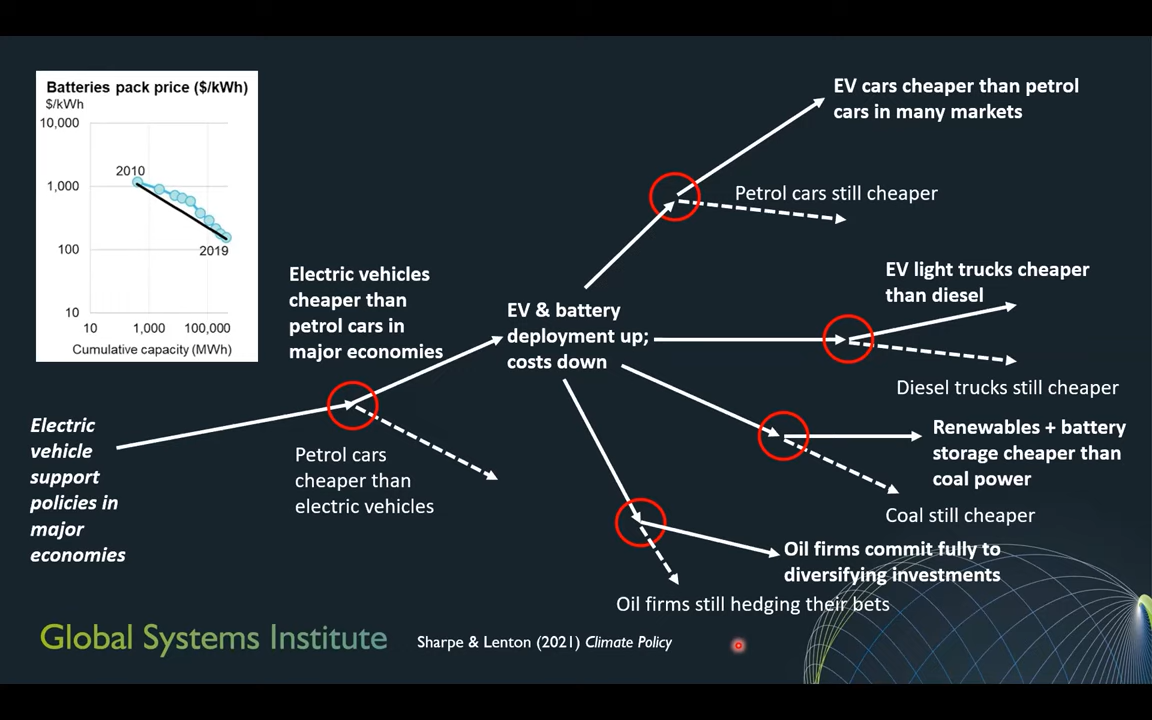 Batteries pack price ($/kWh)
$/kWh
10,000
1,000
100
10
2010
2019
10 1,000 100,000
Cumulative capacity (MWh)
Electric
vehicle
support
policies in
major
economies
Electric vehicles
cheaper than
petrol cars in
major economies
Petrol cars
cheaper than
electric vehicles
EV & battery
deployment up;
costs down
EV cars cheaper than petrol
cars in many markets
Petrol cars still cheaper
EV light trucks cheaper
than diesel
Diesel trucks still cheaper
Renewables + battery
storage cheaper than
coal power
Coal still cheaper
Oil firms commit fully to
diversifying investments
Oil firms still hedging their bets
Global Systems Institute
Sharpe & Lenton (2021) Climate Policy